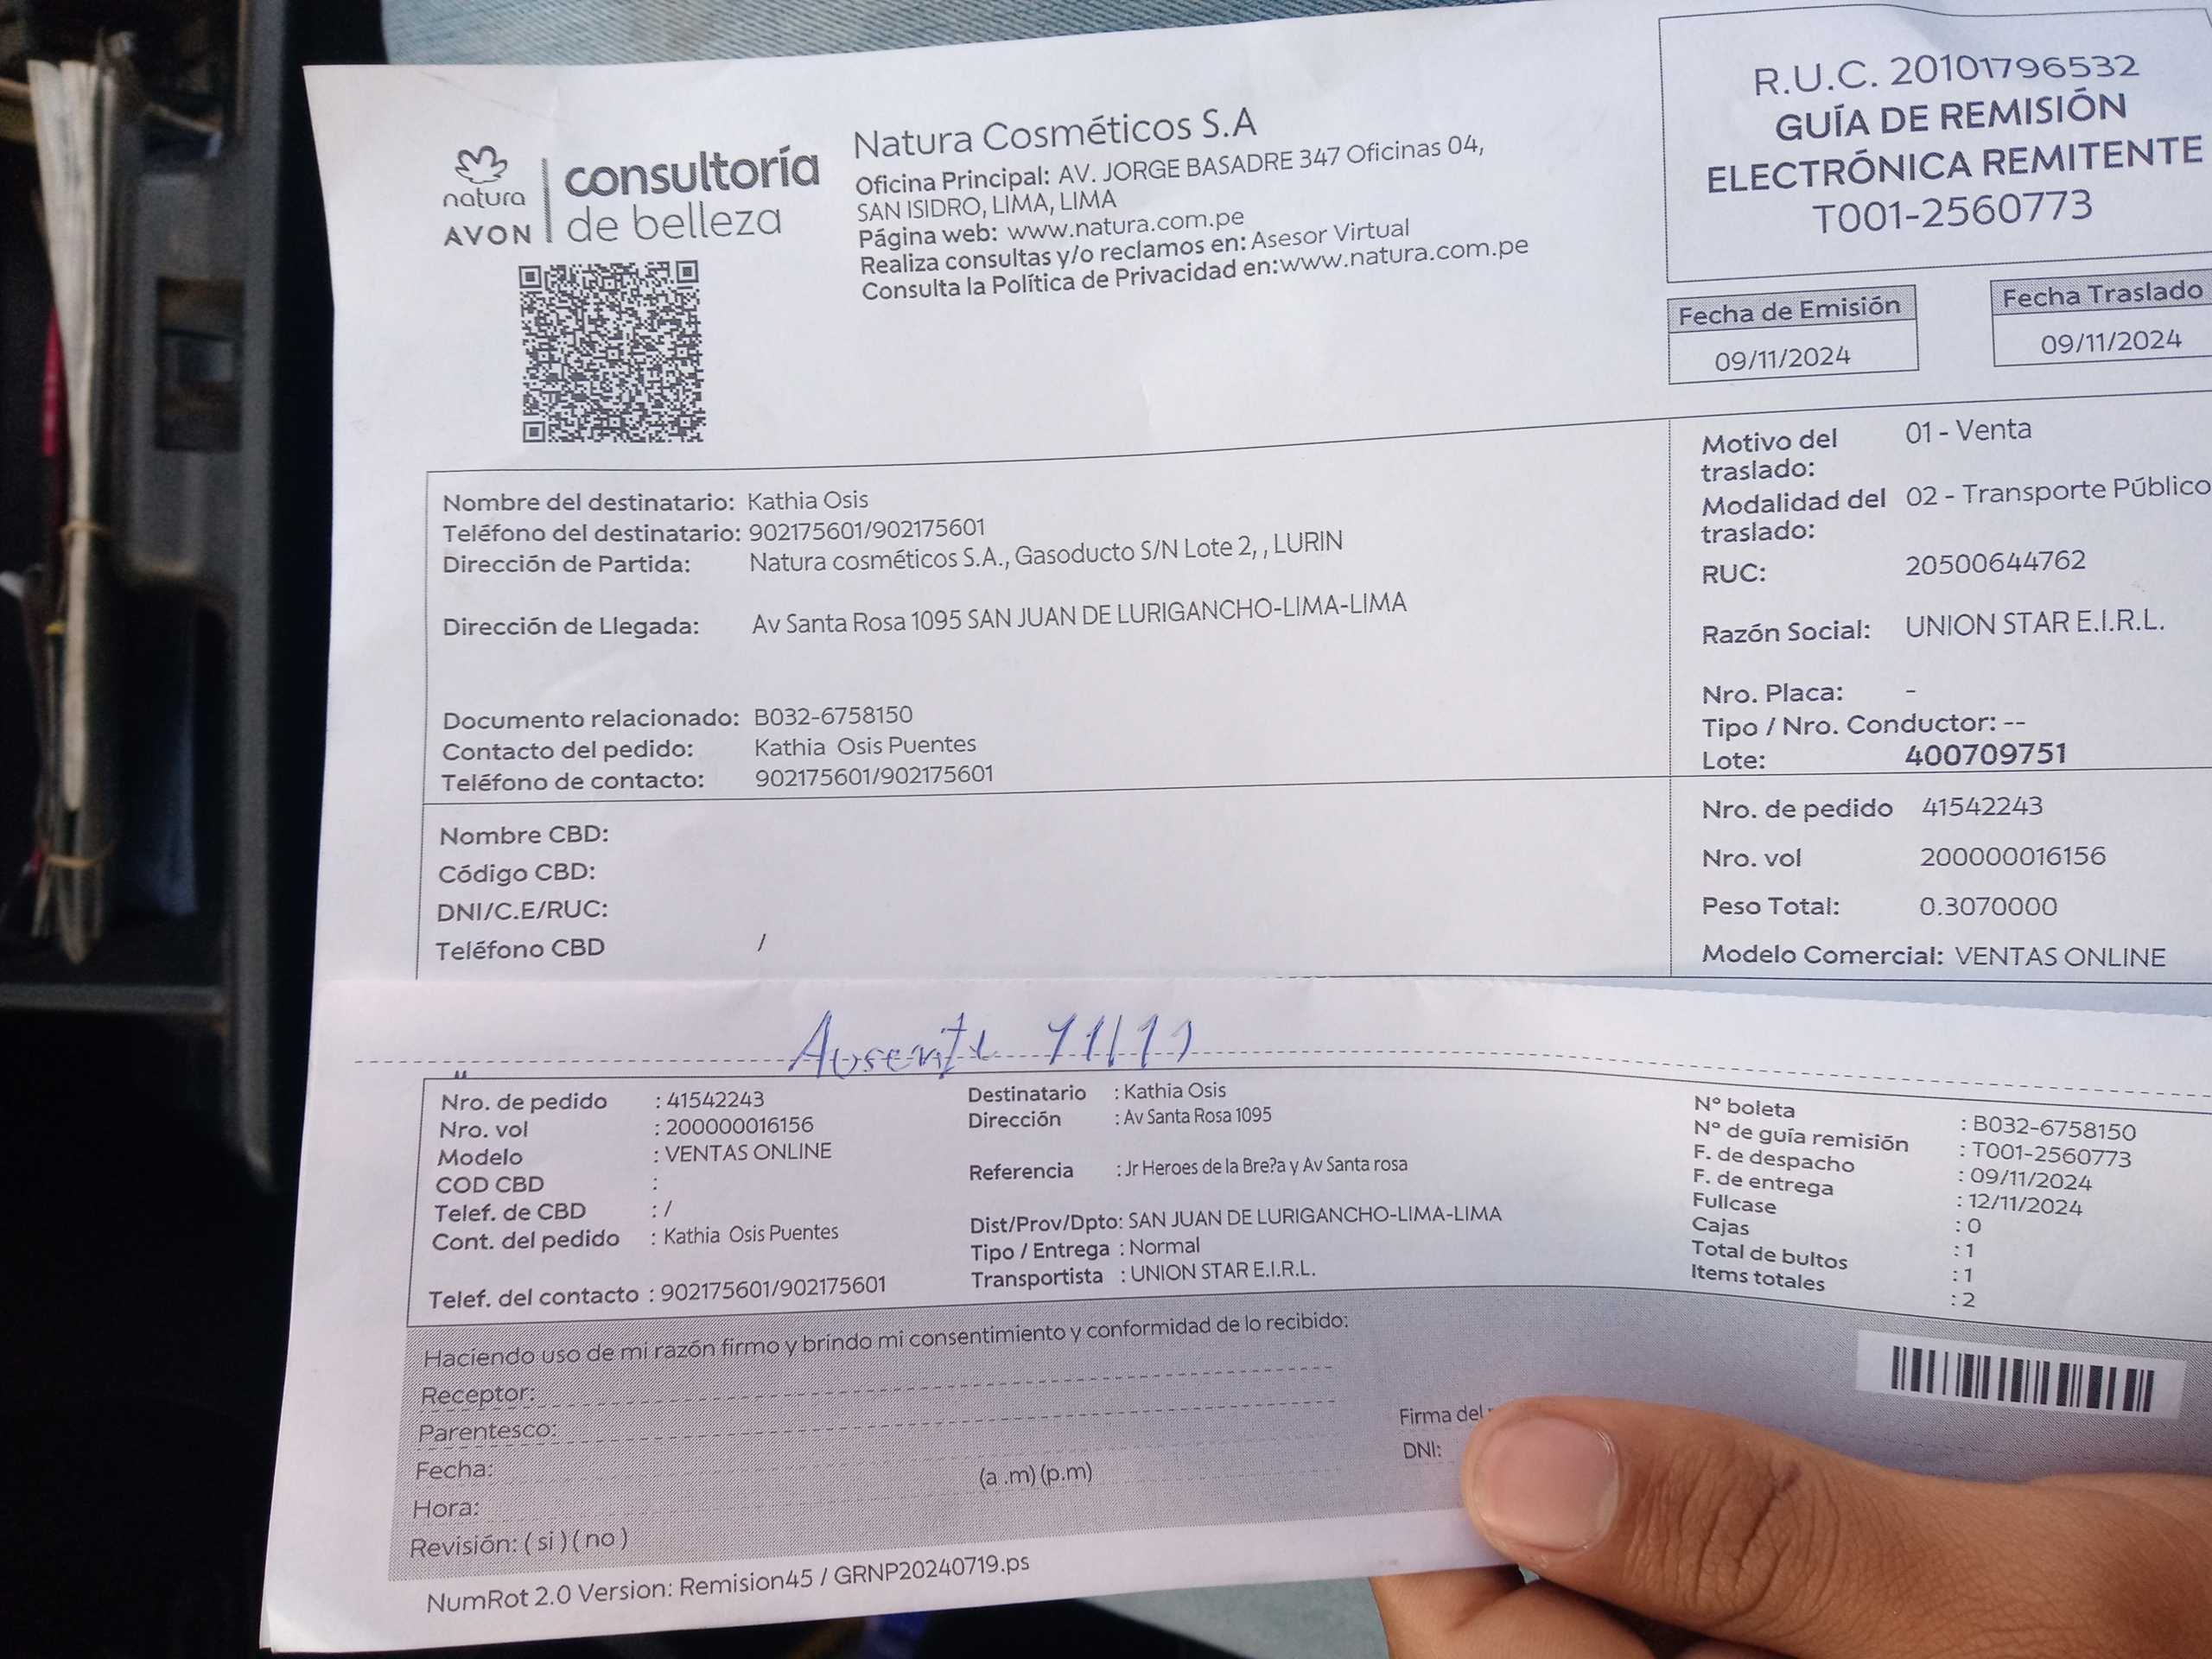 natura
AVON
consultoría
de belleza
Natura Cosméticos S.A
Oficina Principal: AV. JORGE BASADRE 347 Oficinas 04,
SAN ISIDRO, LIMA, LIMA
Página web: www.natura.com.pe
Realiza consultas y/o reclamos en: Asesor Virtual
Consulta la Política de Privacidad en:www.natura.com.pe
R.U.C. 20101796532
GUÍA DE REMISIÓN
ELECTRÓNICA REMITENTE
T001-2560773
Fecha de Emisión
09/11/2024
Fecha Traslado
09/11/2024
Nombre del destinatario: Kathia Osis
Teléfono del destinatario: 902175601/902175601
Dirección de Partida: Natura cosméticos S.A., Gasoducto S/N Lote 2, , LURIN
Dirección de Llegada: Av Santa Rosa 1095 SAN JUAN DE LURIGANCHO-LIMA-LIMA
Documento relacionado: B032-6758150
Contacto del pedido: Kathia Osis Puentes
Teléfono de contacto: 902175601/902175601
Motivo del 01 - Venta
traslado:
Modalidad del 02 - Transporte Público
traslado:
RUC: 20500644762
Razón Social: UNION STAR E.I.R.L.
Nro. Placa: -
Tipo / Nro. Conductor: --
Lote: 400709751
Nombre CBD:
Código CBD:
DNI/C.E/RUC:
Teléfono CBD /
Nro. de pedido 41542243
Nro. vol 200000016156
Peso Total: 0.3070000
Modelo Comercial: VENTAS ONLINE
Ausente 11/11
Nro. de pedido : 41542243
Nro. vol : 200000016156
Modelo : VENTAS ONLINE
COD CBD :
Telef. de CBD : /
Cont. del pedido : Kathia Osis Puentes
Telef. del contacto : 902175601/902175601
Destinatario : Kathia Osis
Dirección : Av Santa Rosa 1095
Referencia : Jr Heroes de la Bre?a y Av Santa rosa
Dist/Prov/Dpto: SAN JUAN DE LURIGANCHO-LIMA-LIMA
Tipo / Entrega : Normal
Transportista : UNION STAR E.I.R.L.
N° boleta : B032-6758150
N° de guía remisión : T001-2560773
F. de despacho : 09/11/2024
F. de entrega : 12/11/2024
Fullcase : 0
Cajas : 1
Total de bultos : 1
Items totales : 2
Haciendo uso de mi razón firmo y brindo mi consentimiento y conformidad de lo recibido:
Receptor:
Parentesco:
Fecha:
Hora: (a .m) (p.m)
Revisión: ( si ) ( no )
Firma del
DNI:
NumRot 2.0 Version: Remision45 / GRNP20240719.ps